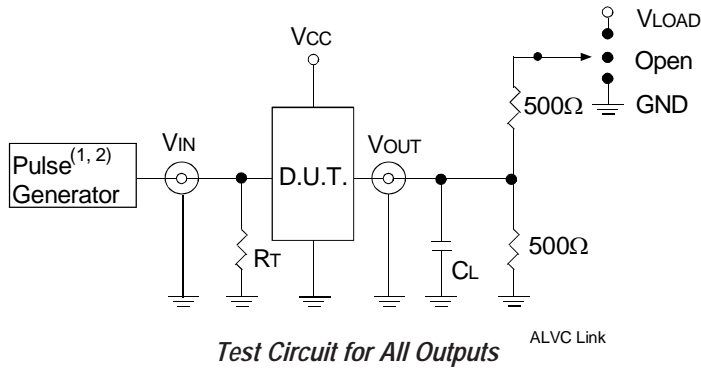 VLOAD
VCC
Open
500Ω
GND
VIN
VOUT
Pulse(1, 2)
Generator
D.U.T.
RT
CL
500Ω
Test Circuit for All Outputs
ALVC Link